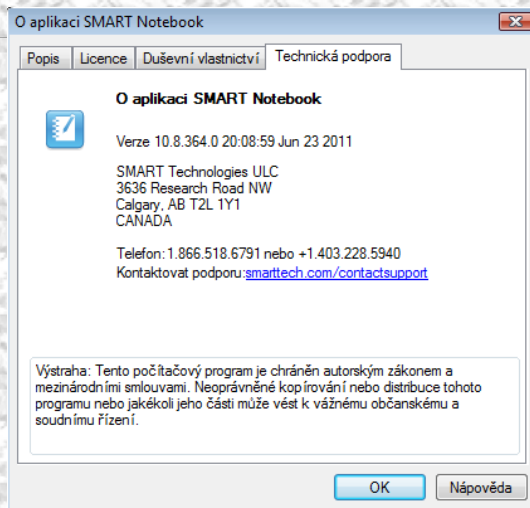 O aplikaci SMART Notebook
Popis
Licence
Duševní vlastnictví
Technická podpora
O aplikaci SMART Notebook
Verze 10.8.364.0 20:08:59 Jun 23 2011
SMART Technologies ULC
3636 Research Road NW
Calgary, AB T2L 1Y1
CANADA
Telefon: 1.866.518.6791 nebo +1.403.228.5940
Kontaktovat podporu:smarttech.com/contactsupport
Výstraha: Tento počítačový program je chráněn autorským zákonem a
mezinárodními smlouvami. Neoprávněné kopírování nebo distribuce tohoto
programu nebo jakékoli jeho části může vést k vážnému občanskému a
soudnímu řízení.
OK
Nápověda